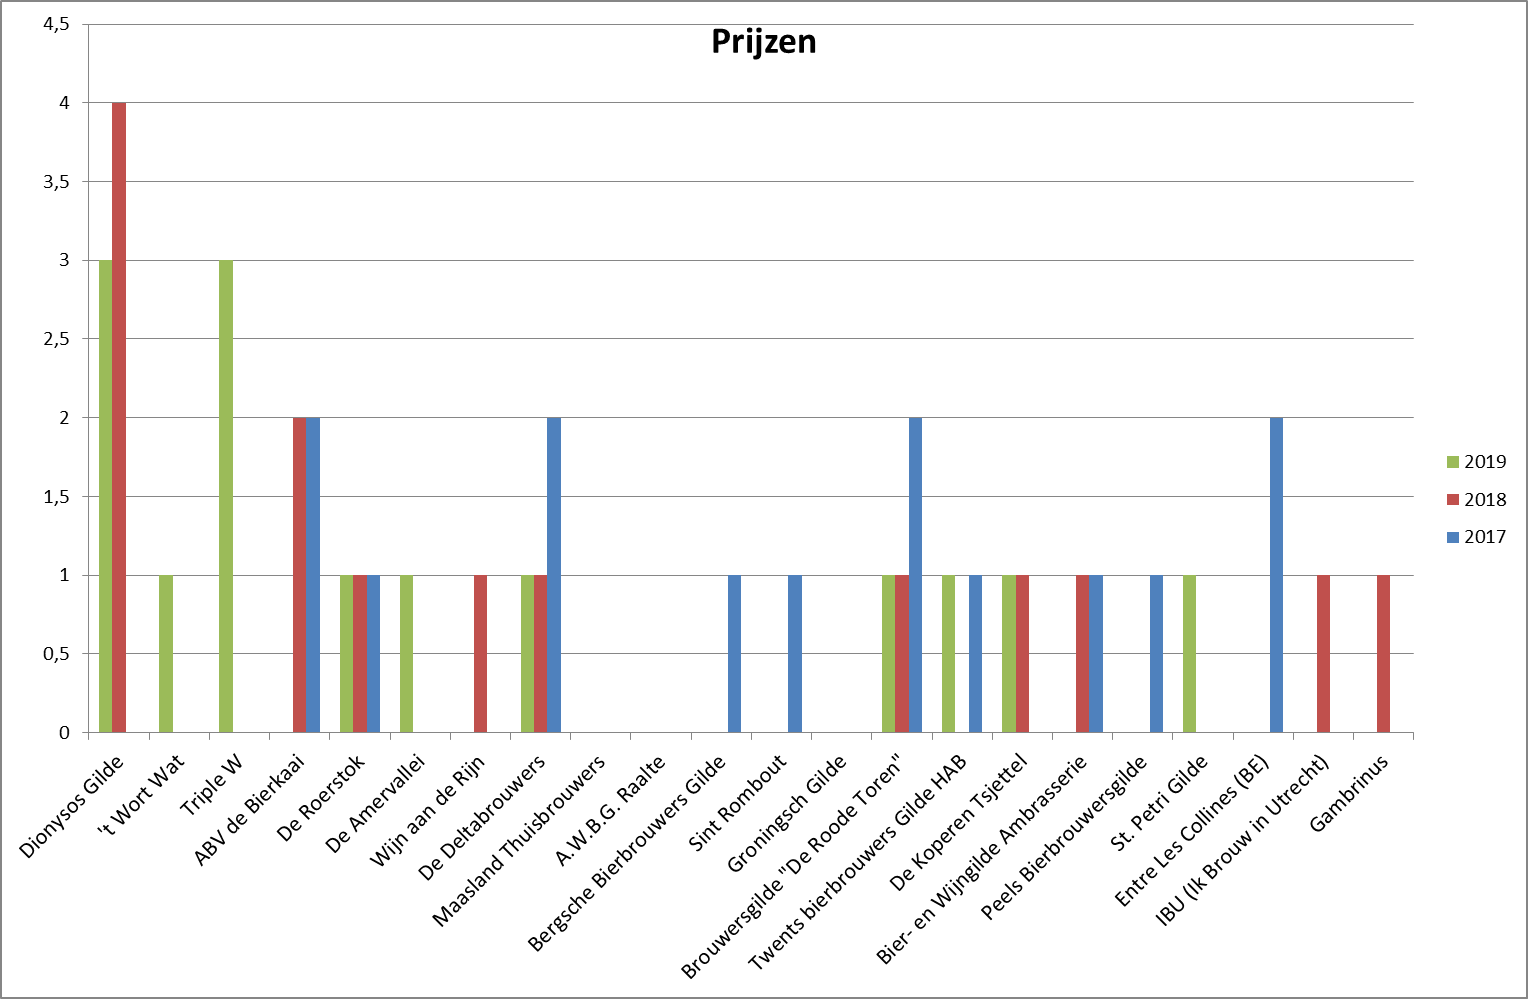 Prijzen
4,5
4
3,5
3
2,5
2
1,5
1
0,5
0
Dionysos Gilde
't Wort Wat
Triple W
ABV de Bierkaai
De Roerstok
De Amervallei
Wijn aan de Rijn
De Deltabrouwers
Maasland Thuisbrouwers
A.W.B.G. Raalte
Bergsche Bierbrouwers Gilde
Sint Rombout
Groningsch Gilde
Brouwersgilde "De Roode Toren"
Twents bierbrouwers Gilde HAB
De Koperen Tsjettel
Bier- en Wijngilde Ambrasserie
Peels Bierbrouwersgilde
St. Petri Gilde
Entre Les Collines (BE)
IBU (Ik Brouw in Utrecht)
Gambrinus
2019
2018
2017